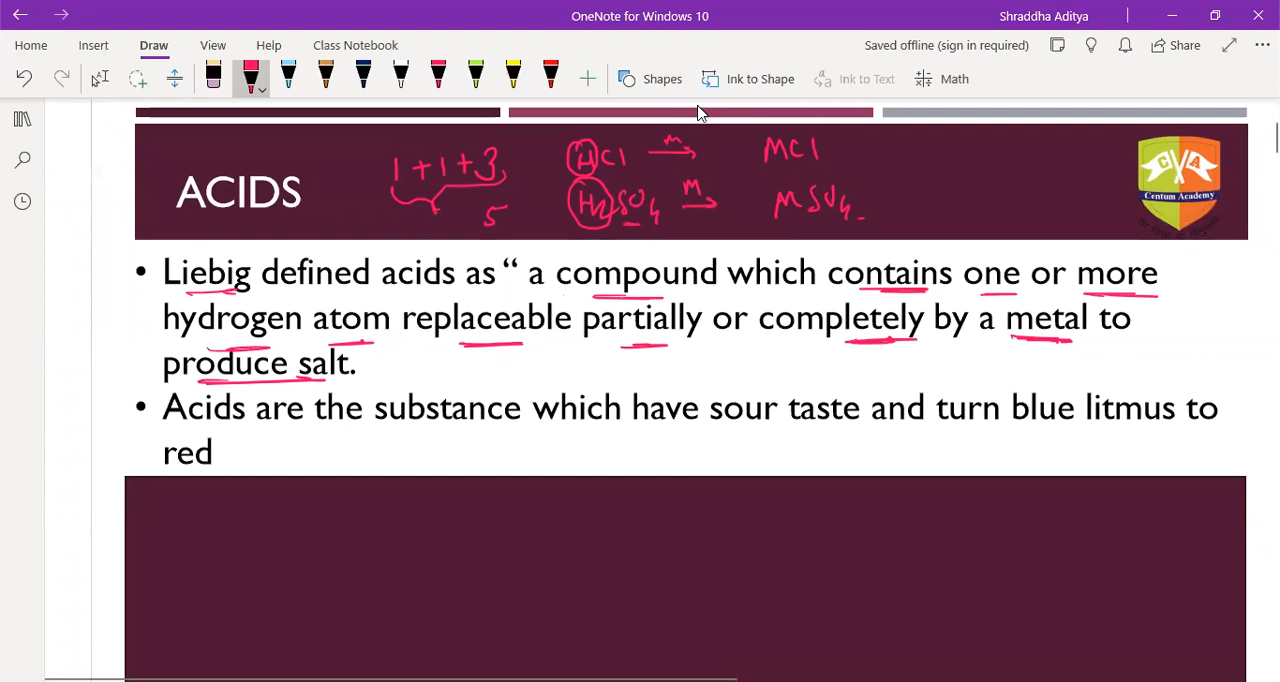 OneNote for Windows 10
Shraddha Aditya
Home Insert Draw View Help Class Notebook
Saved offline (sign in required) Share
Shapes Ink to Shape Ink to Text Math
ACIDS
1 + 1 + 3
5
HCl M MCl
H2SO4 M MSO4
CVA
Centum Academy
• Liebig defined acids as “ a compound which contains one or more
hydrogen atom replaceable partially or completely by a metal to
produce salt.
• Acids are the substance which have sour taste and turn blue litmus to
red